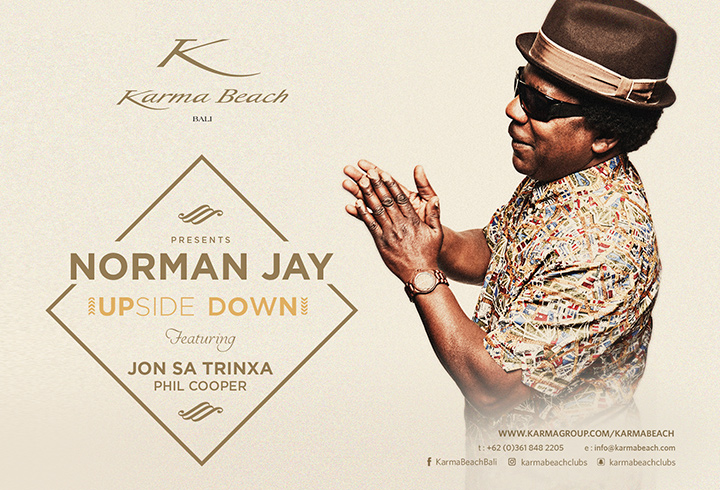 K
Karma Beach
BALI
PRESENTS
NORMAN JAY
UPSIDE DOWN
Featuring
JON SA TRINXA
PHIL COOPER
WWW.KARMAGROUP.COM/KARMABEACH
t : +62 (0)361 848 2205 e : info@karmabeach.com
KarmaBeachBali karmabeachclubs karmabeachclubs